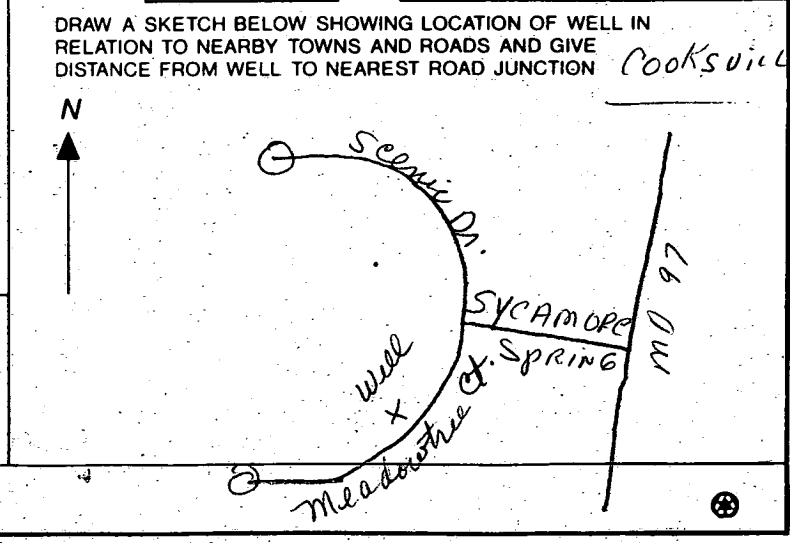 DRAW A SKETCH BELOW SHOWING LOCATION OF WELL IN
RELATION TO NEARBY TOWNS AND ROADS AND GIVE
DISTANCE FROM WELL TO NEAREST ROAD JUNCTION
COOKSVILL
N
Scenic Dr.
SYCAMORE
SPRING
MD 97
Well
X
Meadowtree Ct.